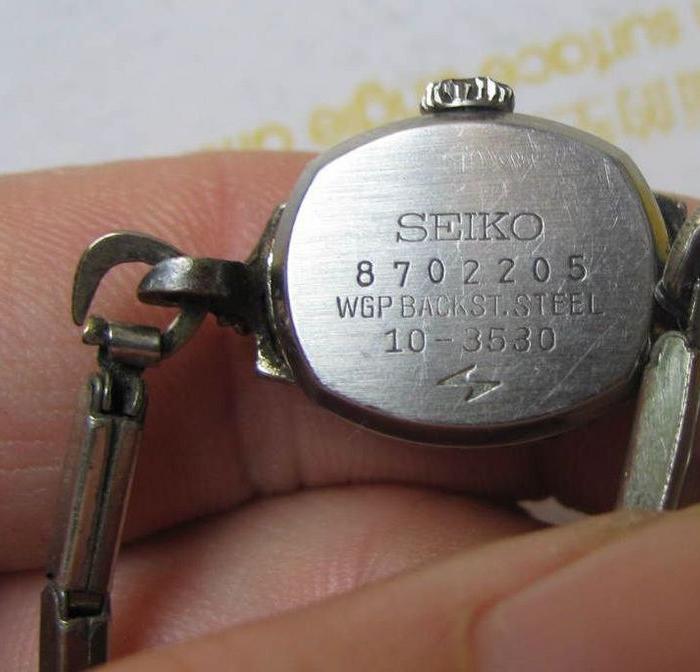 SEIKO
8702205
WGP BACK ST. STEEL
10-3530